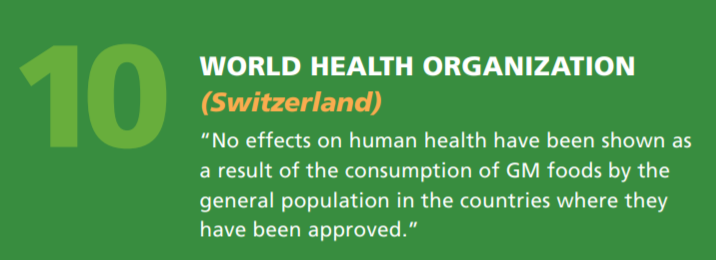 10
WORLD HEALTH ORGANIZATION
(Switzerland)
“No effects on human health have been shown as
a result of the consumption of GM foods by the
general population in the countries where they
have been approved.”